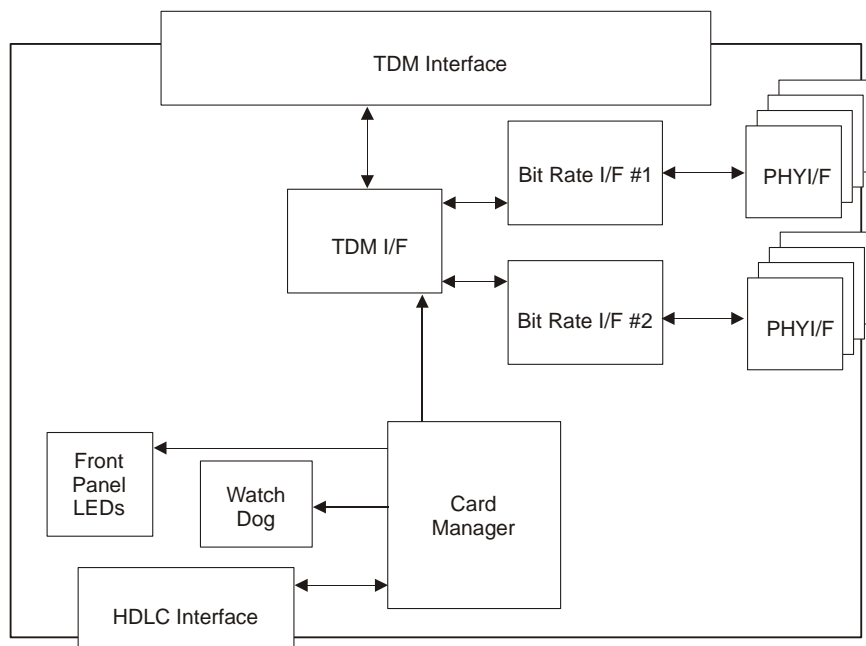 TDM Interface
Bit Rate I/F #1
PHYI/F
TDM I/F
Bit Rate I/F #2
PHYI/F
Front
Panel
LEDs
Watch
Dog
Card
Manager
HDLC Interface